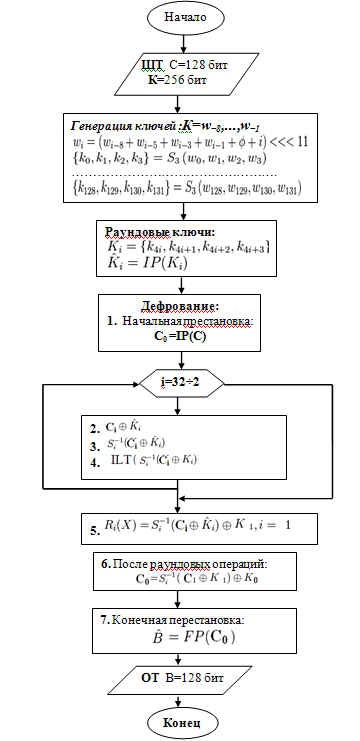 Начало
ШТ С=128 бит
К=256 бит
Генерация ключей :К=w₋₈,...,w₋₁
wᵢ = (wᵢ₋₈ + wᵢ₋₅ + wᵢ₋₃ + wᵢ₋₁ + ϕ + i) <<< 11
{k₀, k₁, k₂, k₃} = S₃ (w₀, w₁, w₂, w₃)
......................................................
{k₁₂₈, k₁₂₉, k₁₃₀, k₁₃₁} = S₃ (w₁₂₈, w₁₂₉, w₁₃₀, w₁₃₁)
Раундовые ключи:
Kᵢ = {k₄ᵢ, k₄ᵢ₊₁, k₄ᵢ₊₂, k₄ᵢ₊₃}
K̂ᵢ = IP(Kᵢ)
Дефрование:
1. Начальная престановка:
C₀ =IP(C)
i=32÷2
2. Cᵢ ⊕ K̂ᵢ
3. Sᵢ⁻¹(Cᵢ ⊕ K̂ᵢ)
4. ILT ( Sᵢ⁻¹(Cᵢ ⊕ Kᵢ)
5. Rᵢ(X) = Sᵢ⁻¹(Cᵢ ⊕ K̂ᵢ) ⊕ K ₁, i = 1
6. После раундовых операций:
C₀=Sᵢ⁻¹( C₁ ⊕ K ₁) ⊕ K₀
7. Конечная перестановка:
B̂ = FP(C₀)
ОТ В=128 бит
Конец